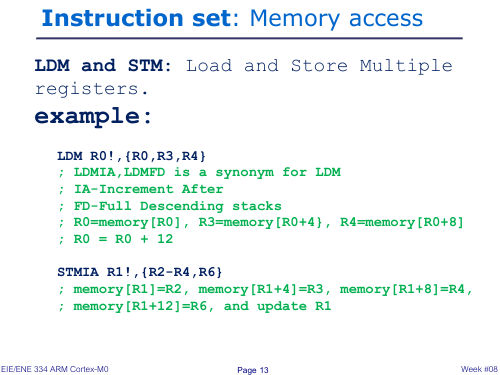 Instruction set: Memory access
LDM and STM: Load and Store Multiple
registers.
example:
LDM R0!,{R0,R3,R4}
; LDMIA,LDMFD is a synonym for LDM
; IA-Increment After
; FD-Full Descending stacks
; R0=memory[R0], R3=memory[R0+4}, R4=memory[R0+8]
; R0 = R0 + 12
STMIA R1!,{R2-R4,R6}
; memory[R1]=R2, memory[R1+4]=R3, memory[R1+8]=R4,
; memory[R1+12]=R6, and update R1
EIE/ENE 334 ARM Cortex-M0 Page 13 Week #08